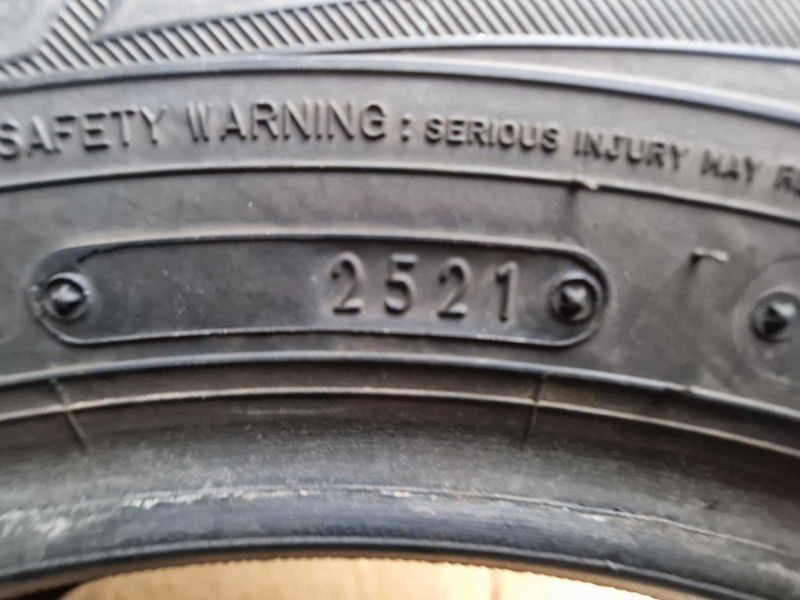 SAFETY WARNING : SERIOUS INJURY MAY
2521